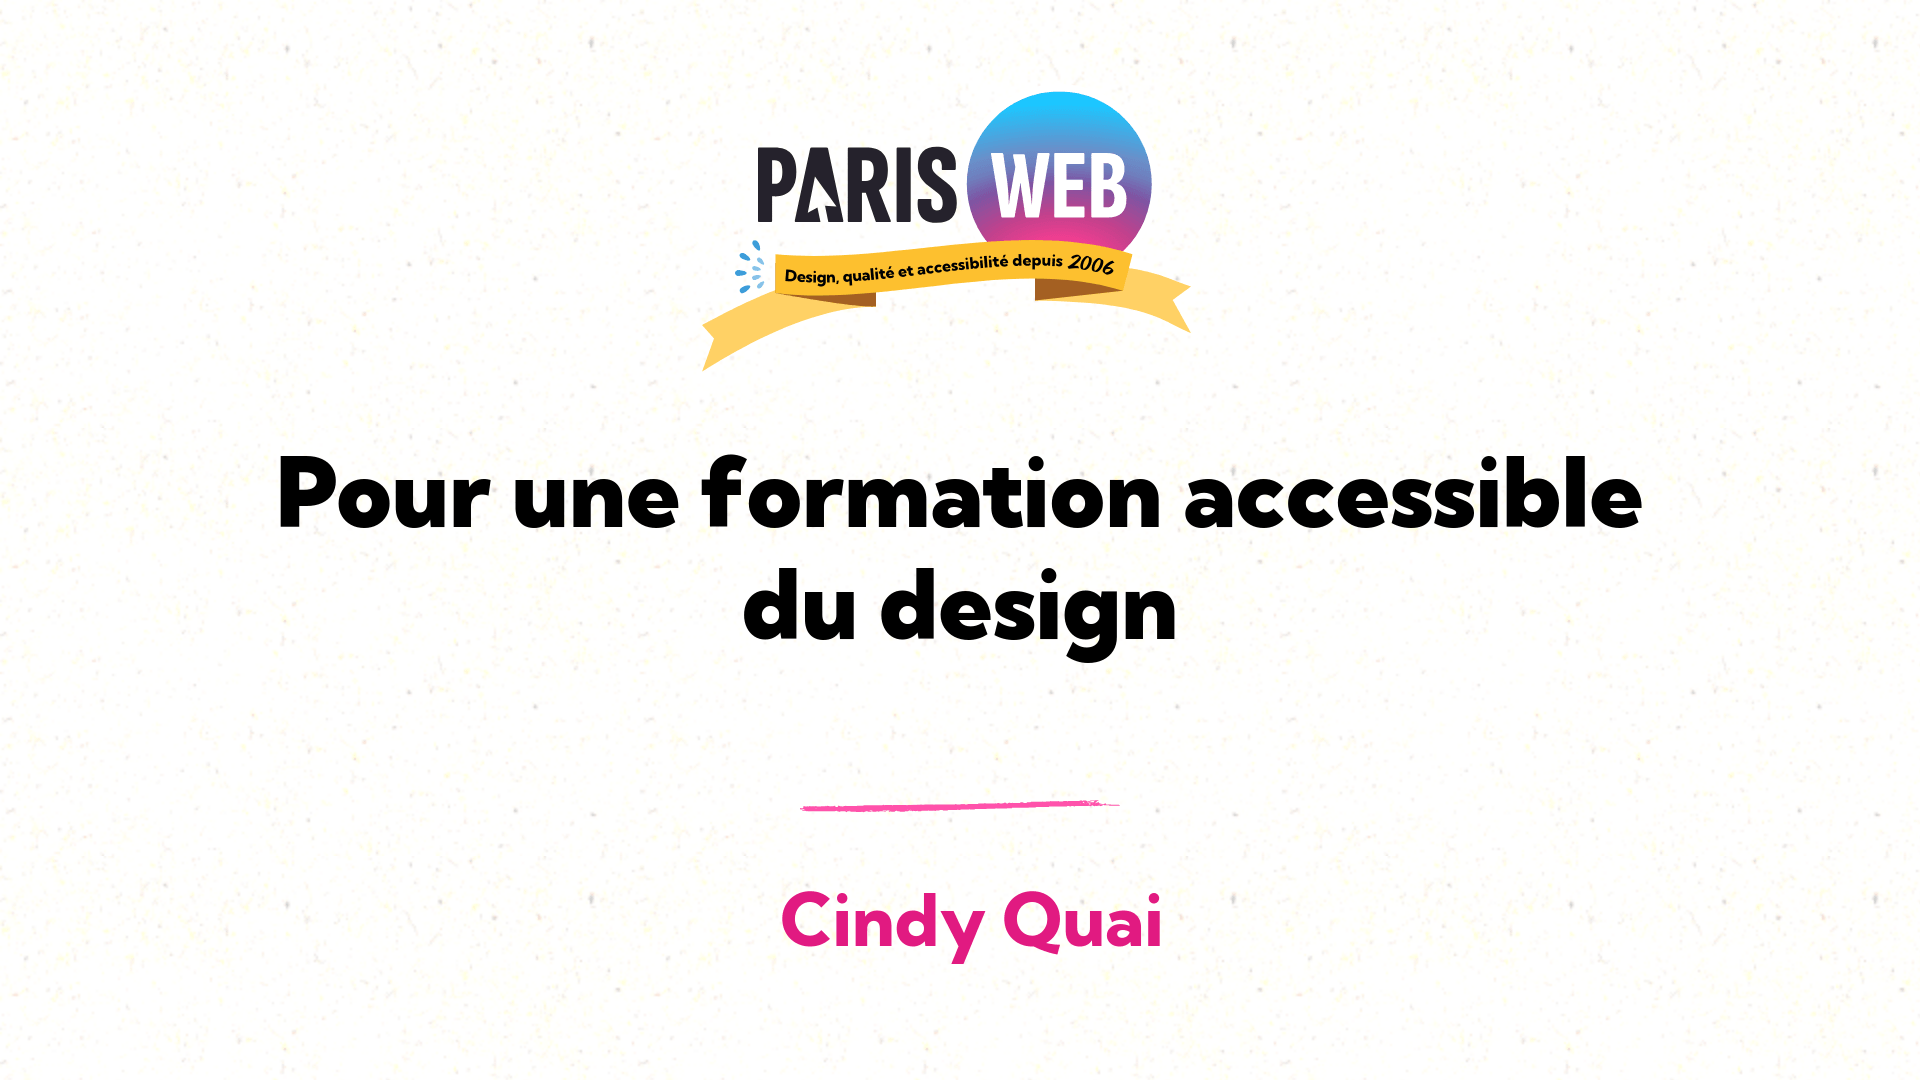 PARIS WEB
Design, qualité et accessibilité depuis 2006
Pour une formation accessible
du design
Cindy Quai